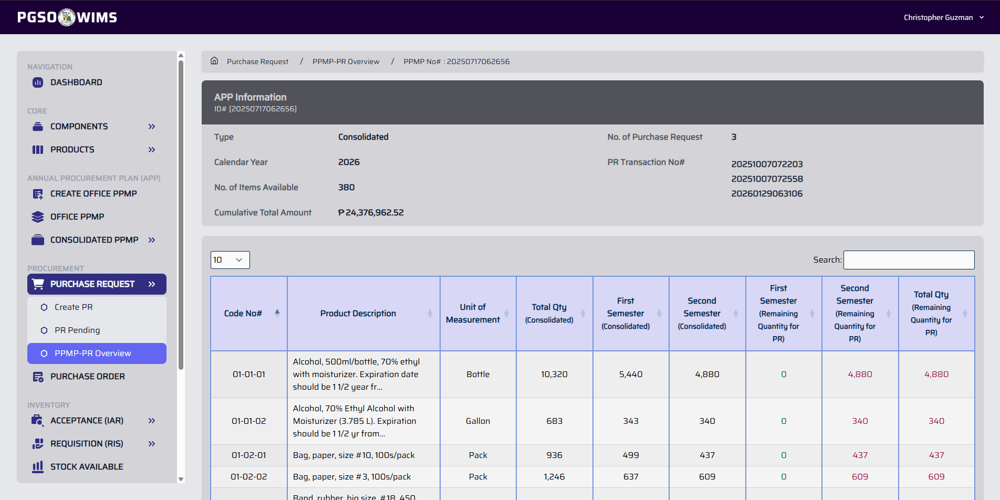 PGSO WIMS
Christopher Guzman
NAVIGATION
DASHBOARD
CORE
COMPONENTS
PRODUCTS
ANNUAL PROCUREMENT PLAN (APP)
CREATE OFFICE PPMP
OFFICE PPMP
CONSOLIDATED PPMP
PROCUREMENT
PURCHASE REQUEST
Create PR
PR Pending
PPMP-PR Overview
PURCHASE ORDER
INVENTORY
ACCEPTANCE (IAR)
REQUISITION (RIS)
STOCK AVAILABLE
Purchase Request / PPMP-PR Overview / PPMP No# : 20250717062656
APP Information
ID# [20250717062656]
Type Consolidated
Calendar Year 2026
No. of Items Available 380
Cumulative Total Amount ₱ 24,376,962.52
No. of Purchase Request 3
PR Transaction No# 20251007072203
20251007072558
20260129063106
10
Search:
Code No#
Product Description
Unit of
Measurement
Total Qty
(Consolidated)
First
Semester
(Consolidated)
Second
Semester
(Consolidated)
First
Semester
(Remaining
Quantity for
PR)
Second
Semester
(Remaining
Quantity for
PR)
Total Qty
(Remaining
Quantity for
PR)
01-01-01
Alcohol, 500ml/bottle, 70% ethyl
with moisturizer. Expiration date
should be 1 1/2 year fr...
Bottle 10,320 5,440 4,880 0 4,880 4,880
01-01-02
Alcohol, 70% Ethyl Alcohol with
Moisturizer (3.785 L). Expiration
should be 1 1/2 yr from...
Gallon 683 343 340 0 340 340
01-02-01 Bag, paper, size #10, 100s/pack Pack 936 499 437 0 437 437
01-02-02 Bag, paper, size #3, 100s/pack Pack 1,246 637 609 0 609 609
Band, rubber, big size, #18, 450